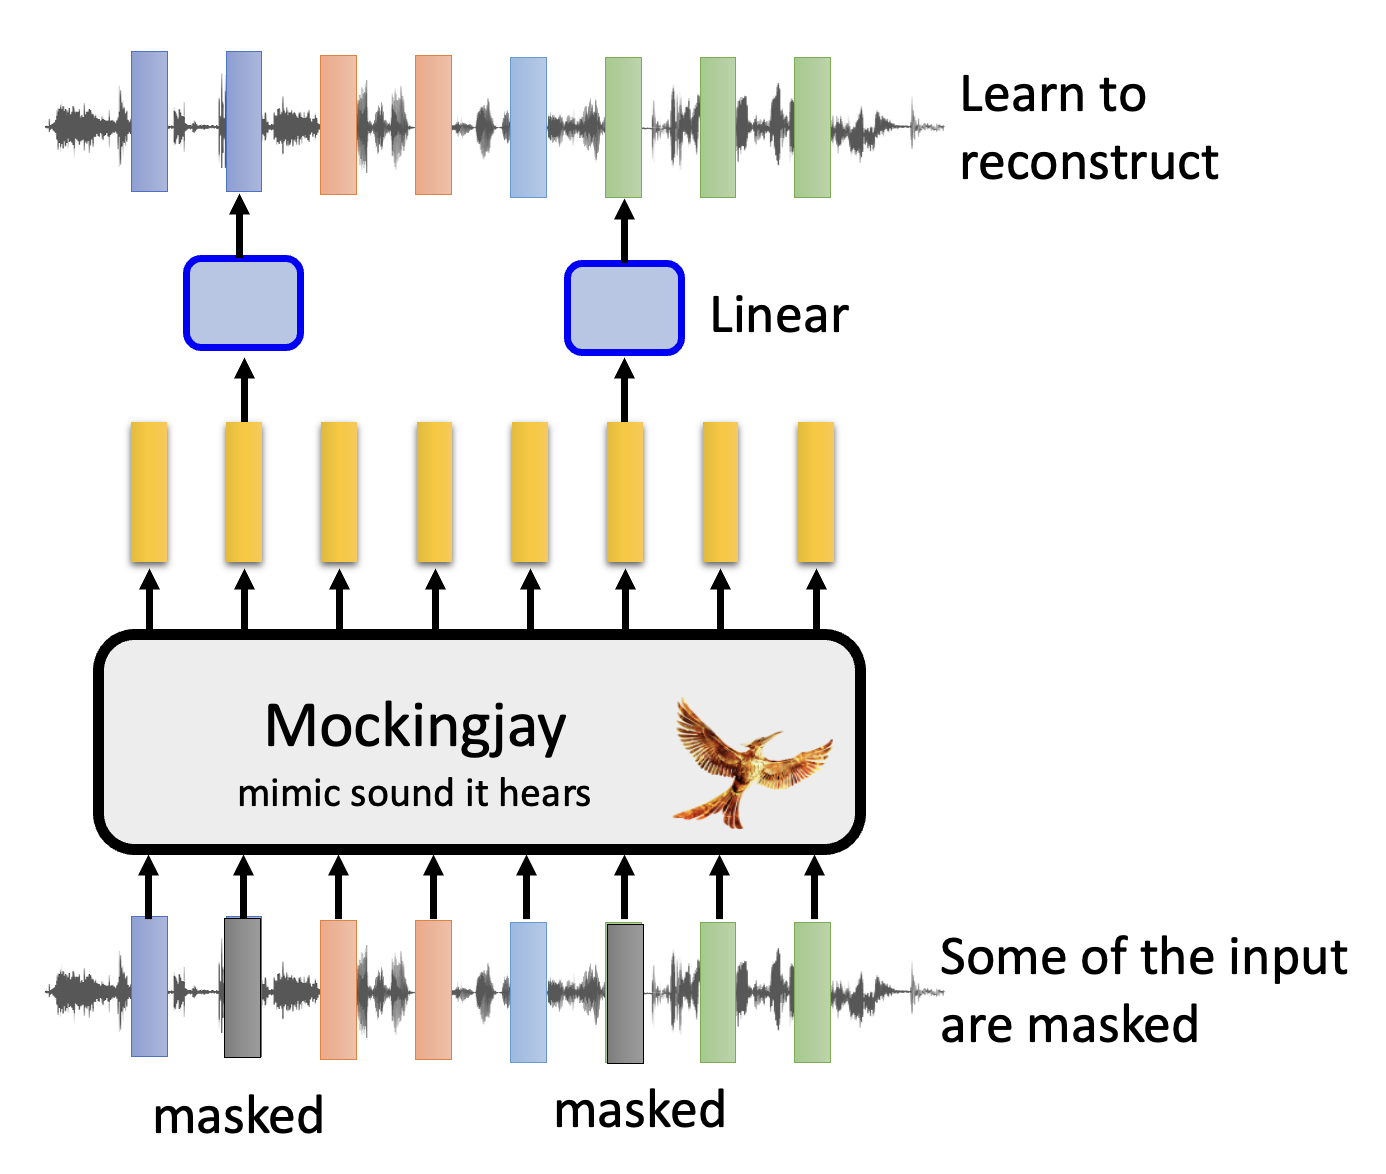 Learn to
reconstruct
Linear
Mockingjay
mimic sound it hears
Some of the input
are masked
masked
masked